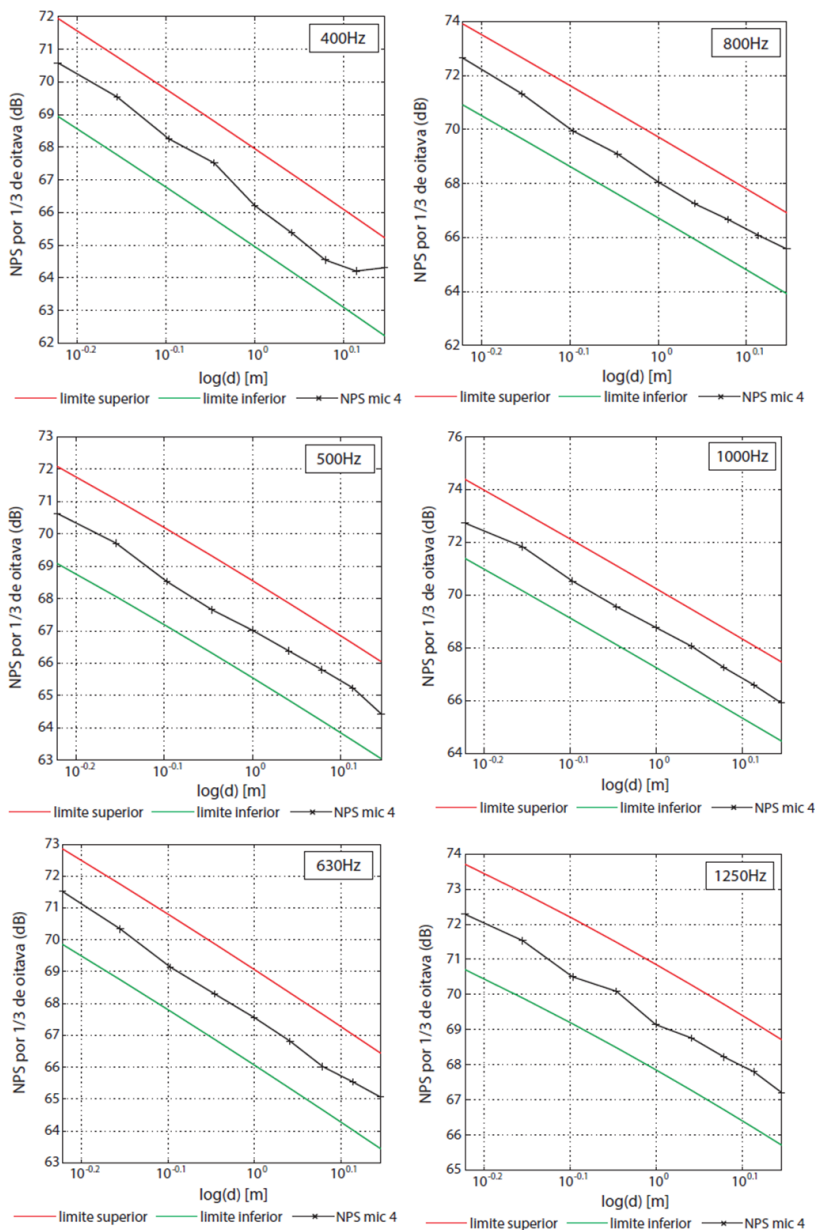 400Hz
NPS por 1/3 de oitava (dB)
72
71
70
69
68
67
66
65
64
63
62
10^-0.2
10^-0.1
10^0
10^0.1
log(d) [m]
limite superior
limite inferior
NPS mic 4
800Hz
NPS por 1/3 de oitava (dB)
74
72
70
68
66
64
62
10^-0.2
10^-0.1
10^0
10^0.1
log(d) [m]
limite superior
limite inferior
NPS mic 4
500Hz
NPS por 1/3 de oitava (dB)
73
72
71
70
69
68
67
66
65
64
63
10^-0.2
10^-0.1
10^0
10^0.1
log(d) [m]
limite superior
limite inferior
NPS mic 4
1000Hz
NPS por 1/3 de oitava (dB)
76
74
72
70
68
66
64
10^-0.2
10^-0.1
10^0
10^0.1
log(d) [m]
limite superior
limite inferior
NPS mic 4
630Hz
NPS por 1/3 de oitava (dB)
73
72
71
70
69
68
67
66
65
64
63
10^-0.2
10^-0.1
10^0
10^0.1
log(d) [m]
limite superior
limite inferior
NPS mic 4
1250Hz
NPS por 1/3 de oitava (dB)
74
73
72
71
70
69
68
67
66
65
10^-0.2
10^-0.1
10^0
10^0.1
log(d) [m]
limite superior
limite inferior
NPS mic 4